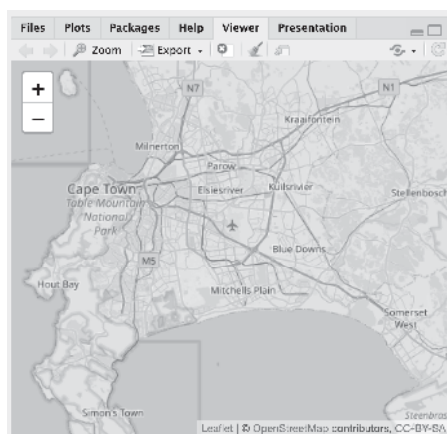 Files Plots Packages Help Viewer Presentation
Zoom Export
+
−
N7
N1
Kraaifontein
Milnerton
Parow
Cape Town
Elsiesriver
Kuilsrivier
Table Mountain
National
Park
Stellenbosch
Blue Downs
M5
Hout Bay
Mitchells Plain
Somerset
West
Simon's Town
Steenbras
Leaflet | © OpenStreetMap contributors, CC-BY-SA